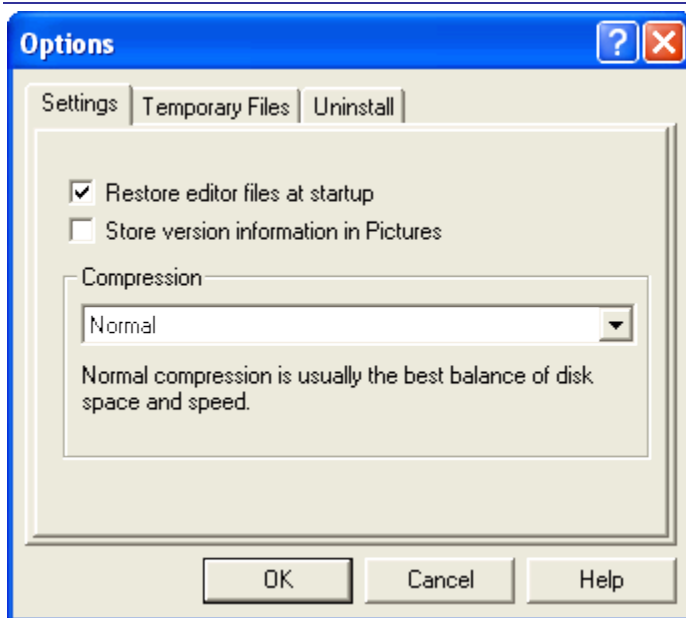 Options
Settings Temporary Files Uninstall
Restore editor files at startup
Store version information in Pictures
Compression
Normal
Normal compression is usually the best balance of disk
space and speed.
OK Cancel Help